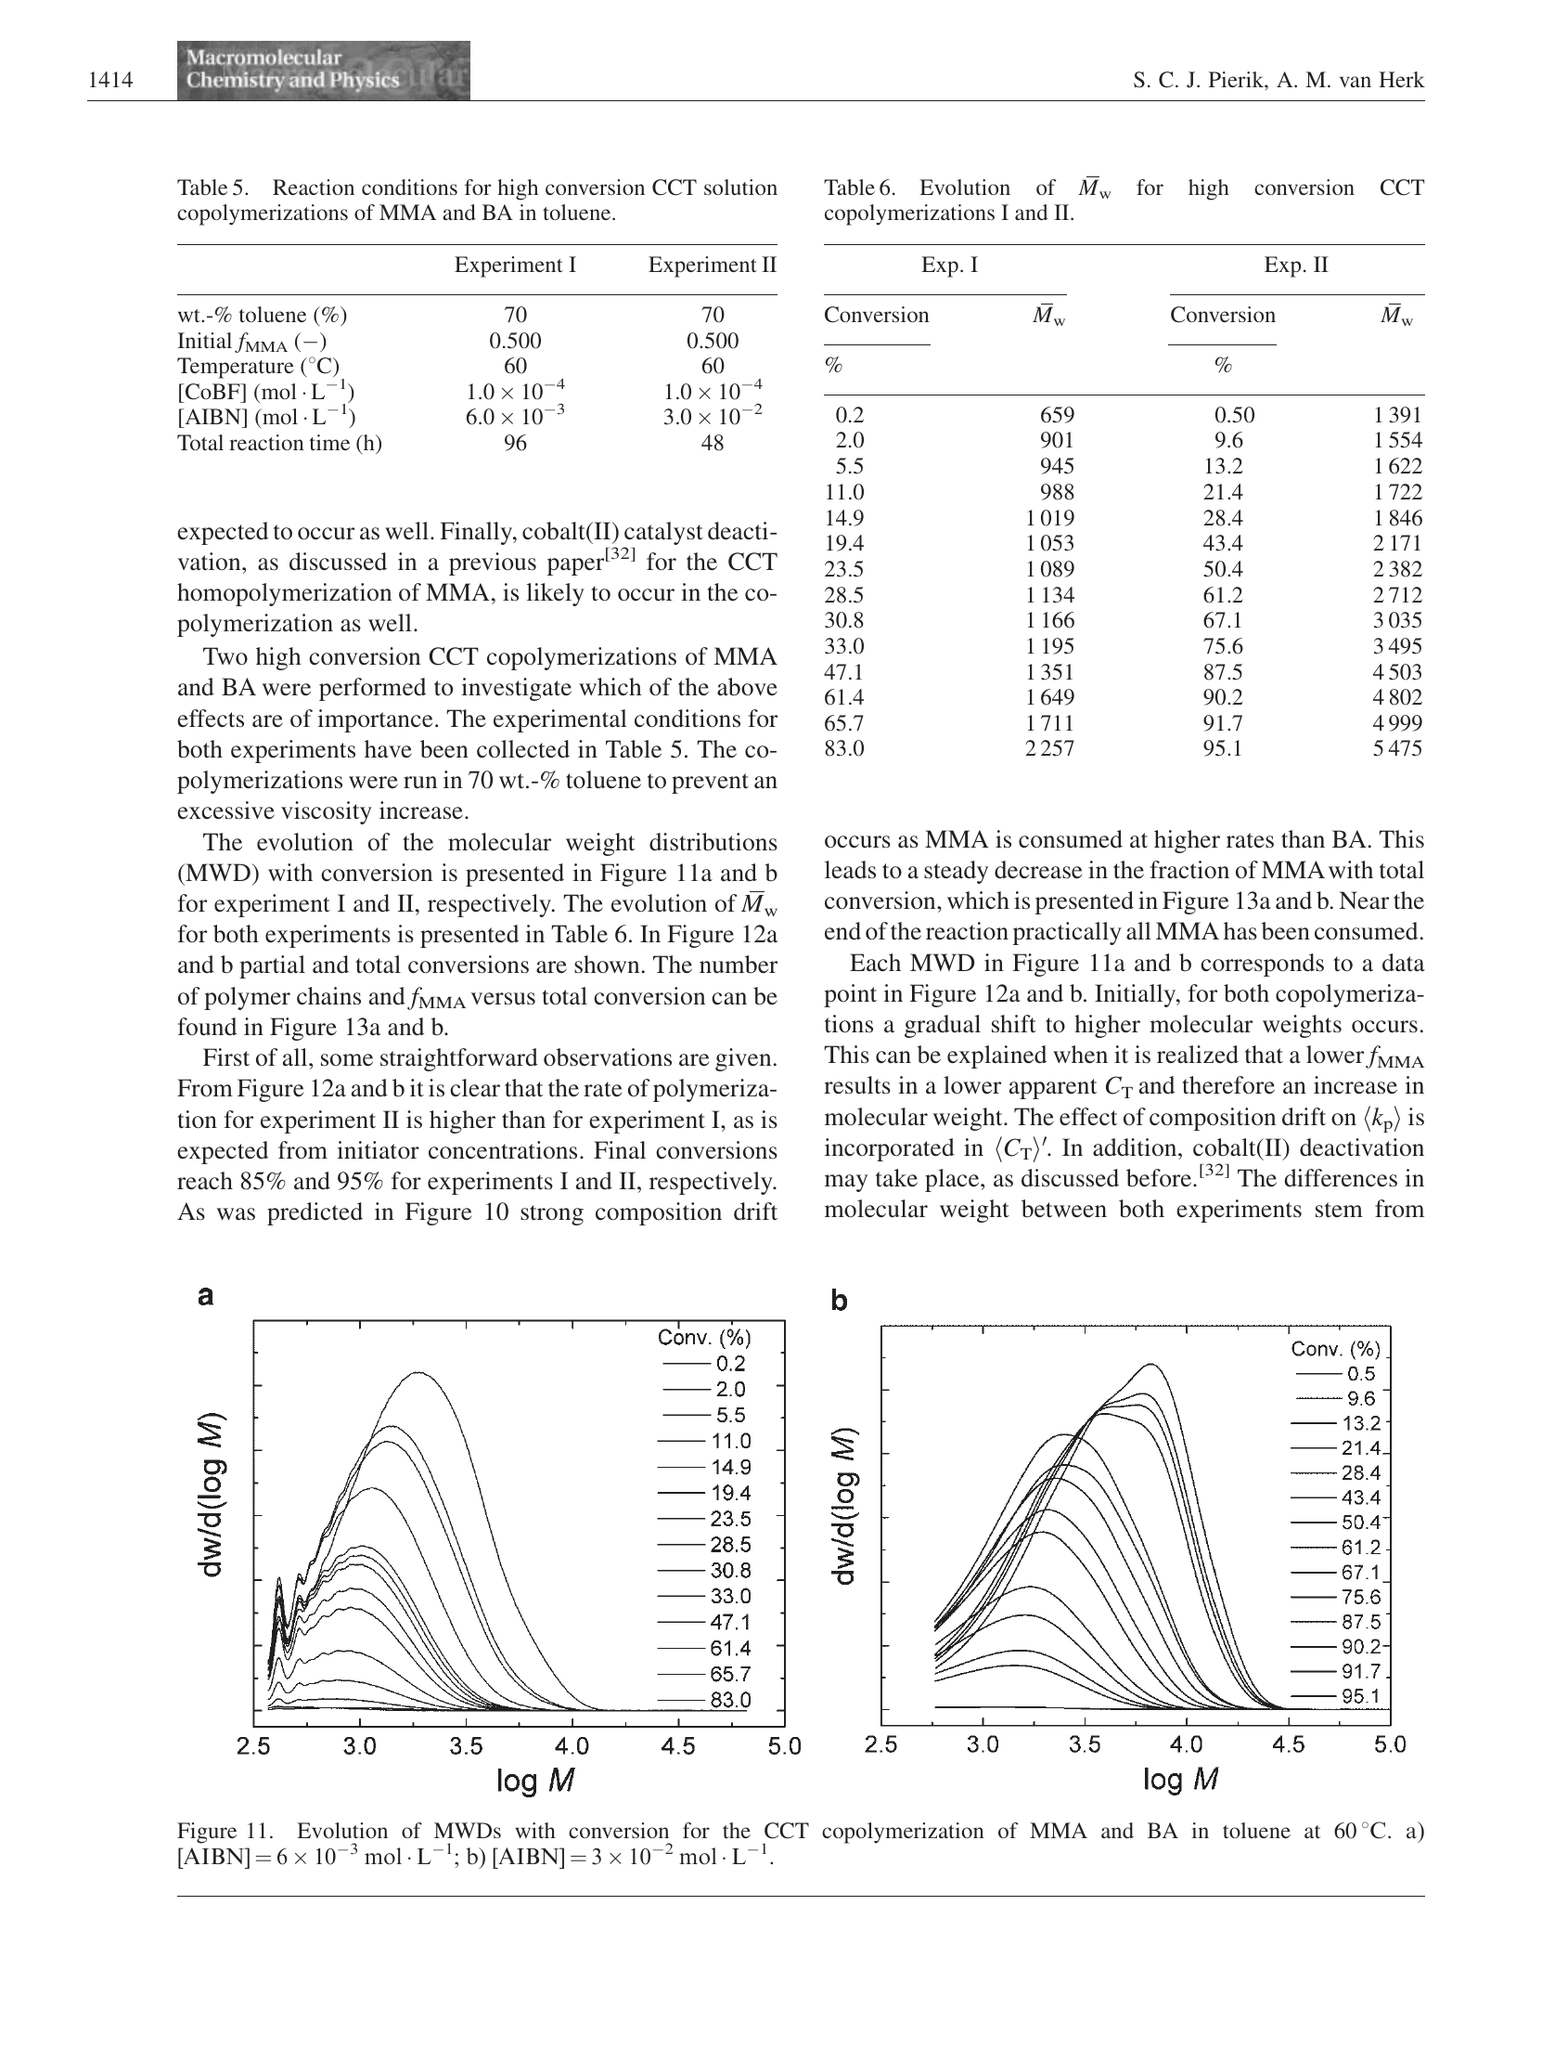 1414
Macromolecular
Chemistry and Physics
S. C. J. Pierik, A. M. van Herk
Table 5. Reaction conditions for high conversion CCT solution
copolymerizations of MMA and BA in toluene.
Experiment I Experiment II
wt.-% toluene (%) 70 70
Initial fMMA (−) 0.500 0.500
Temperature (°C) 60 60
[CoBF] (mol · L−1) 1.0 × 10−4 1.0 × 10−4
[AIBN] (mol · L−1) 6.0 × 10−3 3.0 × 10−2
Total reaction time (h) 96 48
expected to occur as well. Finally, cobalt(II) catalyst deacti-
vation, as discussed in a previous paper[32] for the CCT
homopolymerization of MMA, is likely to occur in the co-
polymerization as well.
Two high conversion CCT copolymerizations of MMA
and BA were performed to investigate which of the above
effects are of importance. The experimental conditions for
both experiments have been collected in Table 5. The co-
polymerizations were run in 70 wt.-% toluene to prevent an
excessive viscosity increase.
The evolution of the molecular weight distributions
(MWD) with conversion is presented in Figure 11a and b
for experiment I and II, respectively. The evolution of M̅w
for both experiments is presented in Table 6. In Figure 12a
and b partial and total conversions are shown. The number
of polymer chains and fMMA versus total conversion can be
found in Figure 13a and b.
First of all, some straightforward observations are given.
From Figure 12a and b it is clear that the rate of polymeriza-
tion for experiment II is higher than for experiment I, as is
expected from initiator concentrations. Final conversions
reach 85% and 95% for experiments I and II, respectively.
As was predicted in Figure 10 strong composition drift
Table 6. Evolution of M̅w for high conversion CCT
copolymerizations I and II.
Exp. I Exp. II
Conversion M̅w Conversion M̅w
% %
0.2 659 0.50 1 391
2.0 901 9.6 1 554
5.5 945 13.2 1 622
11.0 988 21.4 1 722
14.9 1 019 28.4 1 846
19.4 1 053 43.4 2 171
23.5 1 089 50.4 2 382
28.5 1 134 61.2 2 712
30.8 1 166 67.1 3 035
33.0 1 195 75.6 3 495
47.1 1 351 87.5 4 503
61.4 1 649 90.2 4 802
65.7 1 711 91.7 4 999
83.0 2 257 95.1 5 475
occurs as MMA is consumed at higher rates than BA. This
leads to a steady decrease in the fraction of MMA with total
conversion, which is presented in Figure 13a and b. Near the
end of the reaction practically all MMA has been consumed.
Each MWD in Figure 11a and b corresponds to a data
point in Figure 12a and b. Initially, for both copolymeriza-
tions a gradual shift to higher molecular weights occurs.
This can be explained when it is realized that a lower fMMA
results in a lower apparent CT and therefore an increase in
molecular weight. The effect of composition drift on ⟨kp⟩ is
incorporated in ⟨CT⟩′. In addition, cobalt(II) deactivation
may take place, as discussed before.[32] The differences in
molecular weight between both experiments stem from
a
dw/d(log M)
Conv. (%)
0.2
2.0
5.5
11.0
14.9
19.4
23.5
28.5
30.8
33.0
47.1
61.4
65.7
83.0
2.5 3.0 3.5 4.0 4.5 5.0
log M
b
dw/d(log M)
Conv. (%)
0.5
9.6
13.2
21.4
28.4
43.4
50.4
61.2
67.1
75.6
87.5
90.2
91.7
95.1
2.5 3.0 3.5 4.0 4.5 5.0
log M
Figure 11. Evolution of MWDs with conversion for the CCT copolymerization of MMA and BA in toluene at 60 °C. a)
[AIBN] = 6 × 10−3 mol · L−1; b) [AIBN] = 3 × 10−2 mol · L−1.